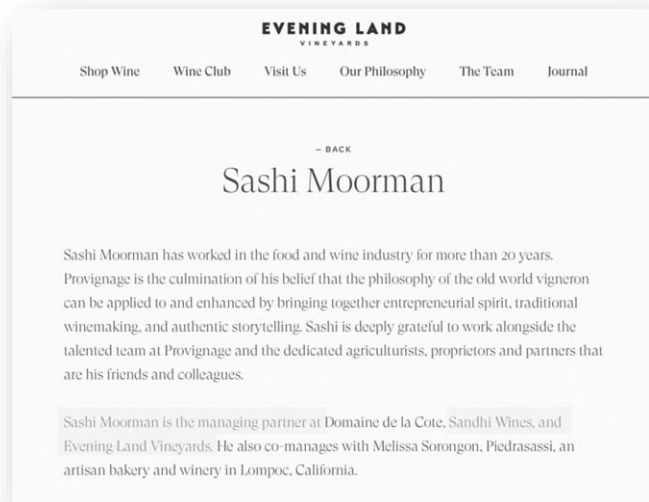 EVENING LAND
VINEYARDS
Shop Wine Wine Club Visit Us Our Philosophy The Team Journal
– BACK
Sashi Moorman
Sashi Moorman has worked in the food and wine industry for more than 20 years.
Provignage is the culmination of his belief that the philosophy of the old world vigneron
can be applied to and enhanced by bringing together entrepreneurial spirit, traditional
winemaking, and authentic storytelling. Sashi is deeply grateful to work alongside the
talented team at Provignage and the dedicated agriculturists, proprietors and partners that
are his friends and colleagues.
Sashi Moorman is the managing partner at Domaine de la Cote, Sandhi Wines, and
Evening Land Vineyards. He also co-manages with Melissa Sorongon, Piedrasassi, an
artisan bakery and winery in Lompoc, California.